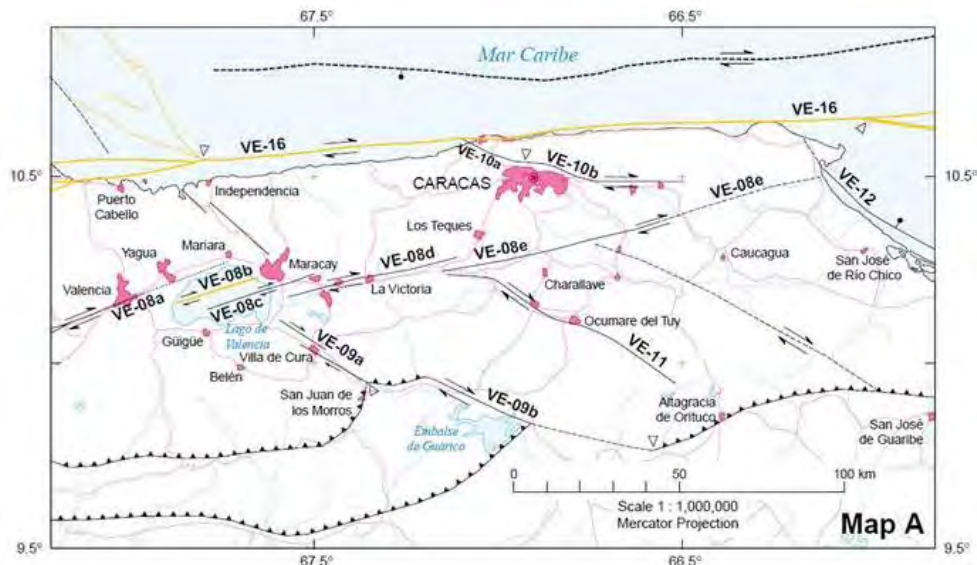 67.5°
66.5°
Mar Caribe
VE-16
VE-16
10.5°
10.5°
VE-10a
VE-10b
CARACAS
VE-08e
VE-12
Puerto
Cabello
Independencia
Los Teques
Yagua
Mariara
VE-08d
VE-08e
Caucagua
San José
de Río Chico
Valencia
VE-08a
VE-08b
VE-08c
Maracay
La Victoria
Charallave
Güigüe
Lago de
Valencia
Ocumare del Tuy
Villa de Cura
VE-09a
VE-11
Belén
San Juan de
los Morros
VE-09b
Altagracia
de Orituco
San José
de Guaribe
Embalse
de Guárico
0
50
100 km
Scale 1 : 1,000,000
Mercator Projection
Map A
9.5°
9.5°
67.5°
66.5°